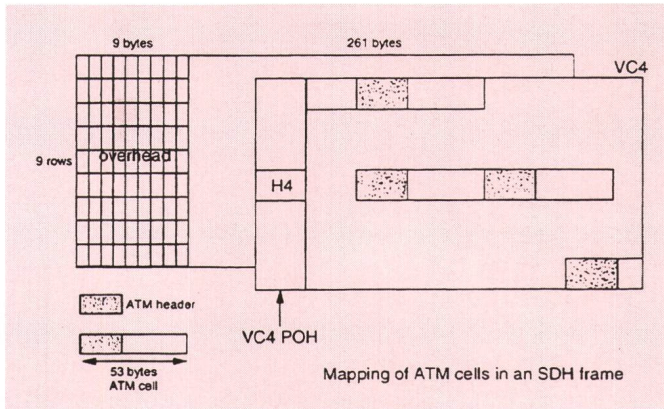 9 bytes
261 bytes
VC4
9 rows
overhead
H4
ATM header
VC4 POH
53 bytes
ATM cell
Mapping of ATM cells in an SDH frame